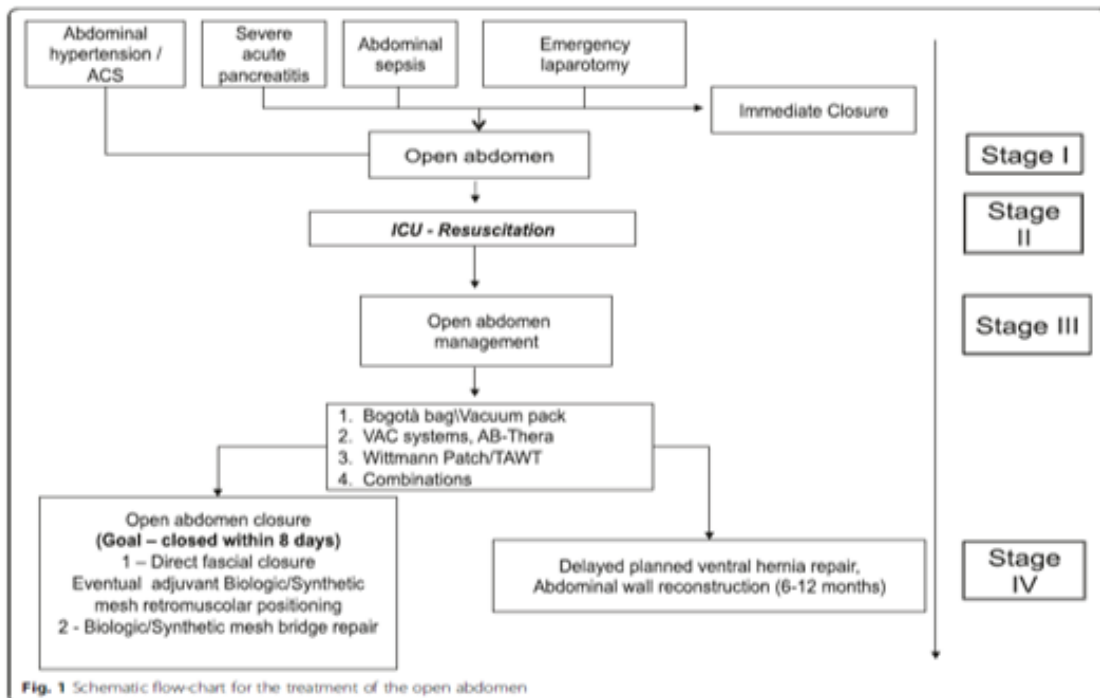 Abdominal
hypertension /
ACS
Severe
acute
pancreatitis
Abdominal
sepsis
Emergency
laparotomy
Immediate Closure
Open abdomen
Stage I
ICU - Resuscitation
Stage
II
Open abdomen
management
Stage III
1. Bogotà bag\Vacuum pack
2. VAC systems, AB-Thera
3. Wittmann Patch/TAWT
4. Combinations
Open abdomen closure
(Goal – closed within 8 days)
1 – Direct fascial closure
Eventual adjuvant Biologic/Synthetic
mesh retromuscolar positioning
2 - Biologic/Synthetic mesh bridge repair
Delayed planned ventral hernia repair,
Abdominal wall reconstruction (6-12 months)
Stage
IV
Fig. 1 Schematic flow-chart for the treatment of the open abdomen